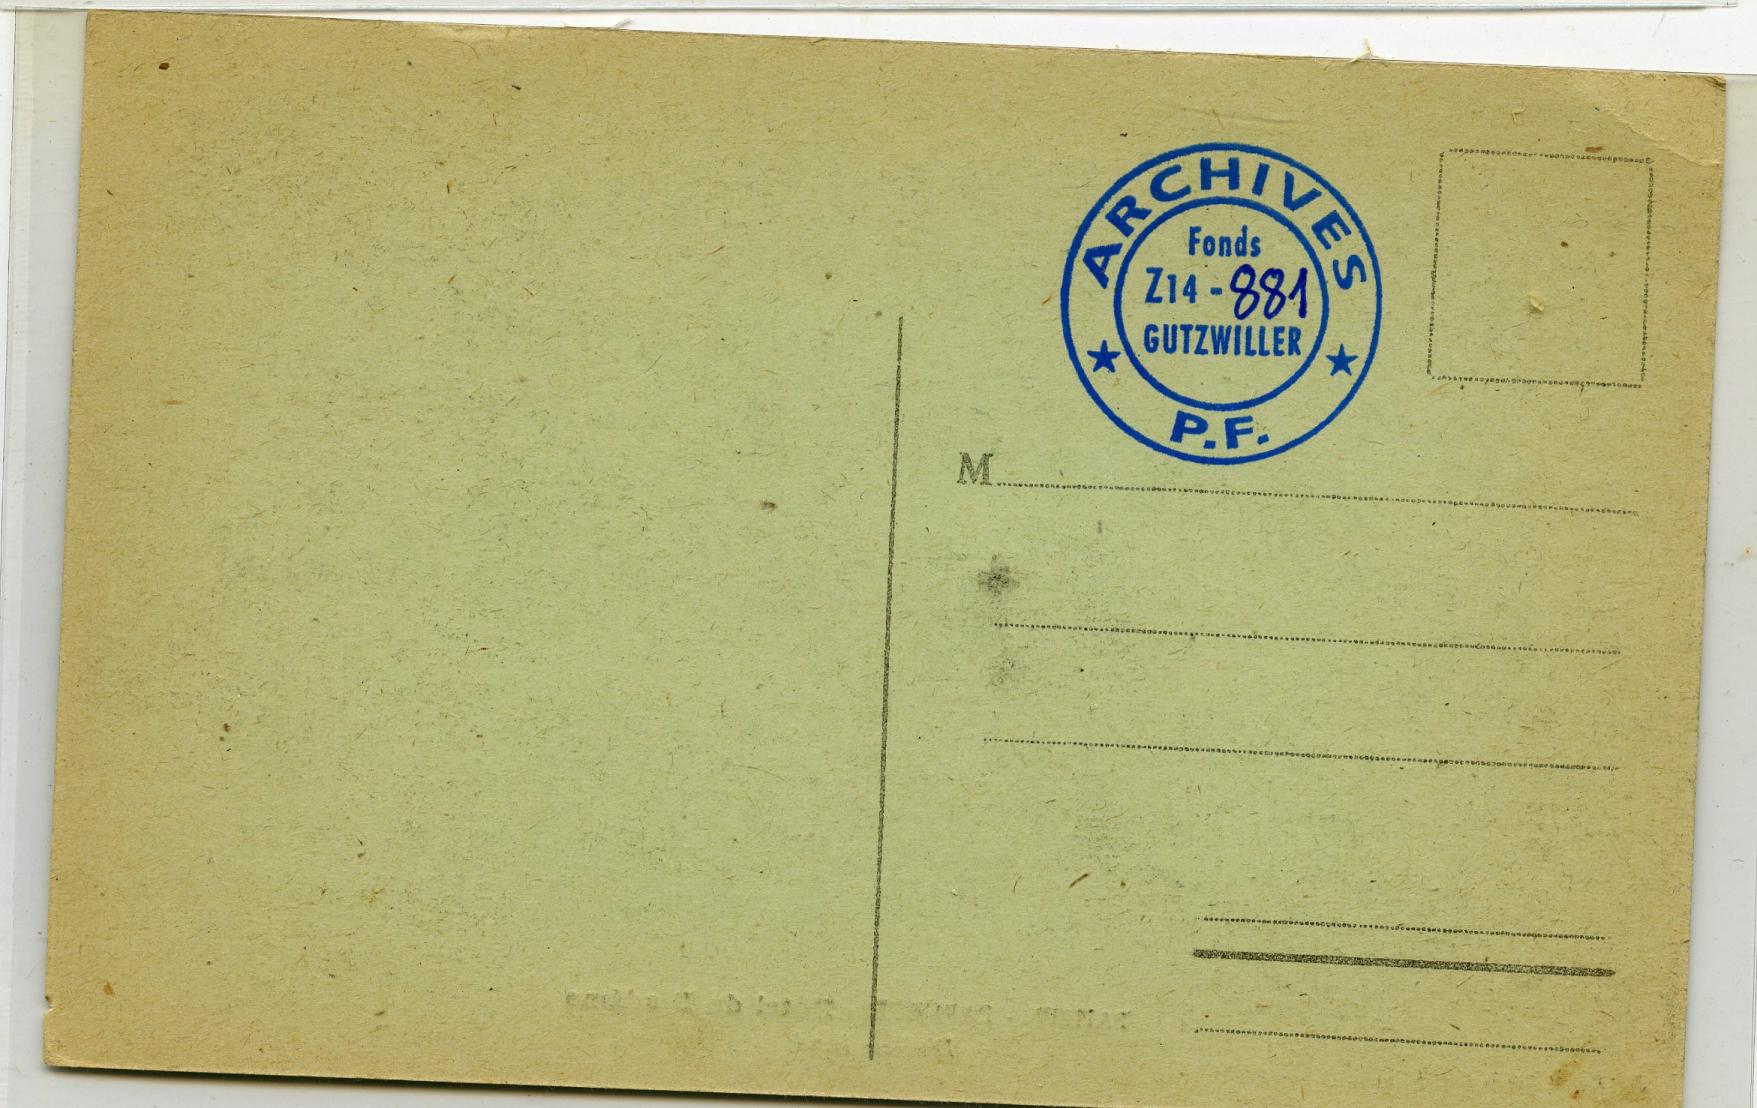 ARCHIVES
Fonds
Z14 - 881
GUTZWILLER
P.F.
M